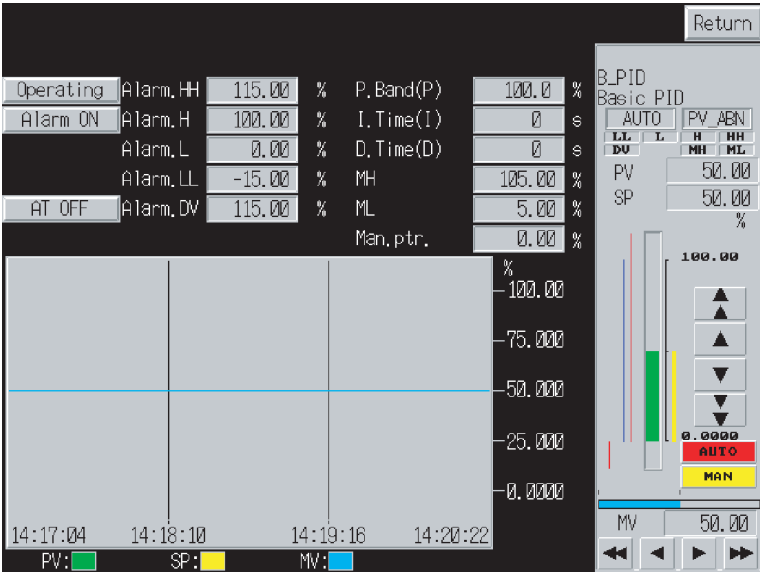 Return
Operating Alarm.HH 115.00 % P.Band(P) 100.0 %
Alarm ON Alarm.H 100.00 % I.Time(I) 0 s
Alarm.L 0.00 % D.Time(D) 0 s
Alarm.LL -15.00 % MH 105.00 %
AT OFF Alarm.DV 115.00 % ML 5.00 %
Man.ptr. 0.00 %
%
100.00
75.000
50.000
25.000
0.0000
14:17:04 14:18:10 14:19:16 14:20:22
PV: SP: MV:
B_PID
Basic PID
AUTO PV_ABN
LL L H HH
DV MH ML
PV 50.00
SP 50.00
%
100.00
0.0000
AUTO
MAN
MV 50.00